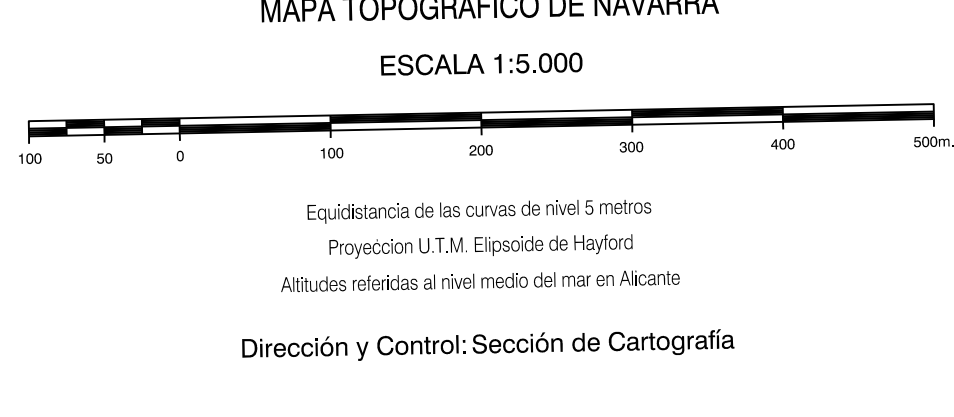 MAPA TOPOGRAFICO DE NAVARRA
ESCALA 1:5.000
100 50 0 100 200 300 400 500m.
Equidistancia de las curvas de nivel 5 metros
Proyeccion U.T.M. Elipsoide de Hayford
Altitudes referidas al nivel medio del mar en Alicante
Dirección y Control: Sección de Cartografía